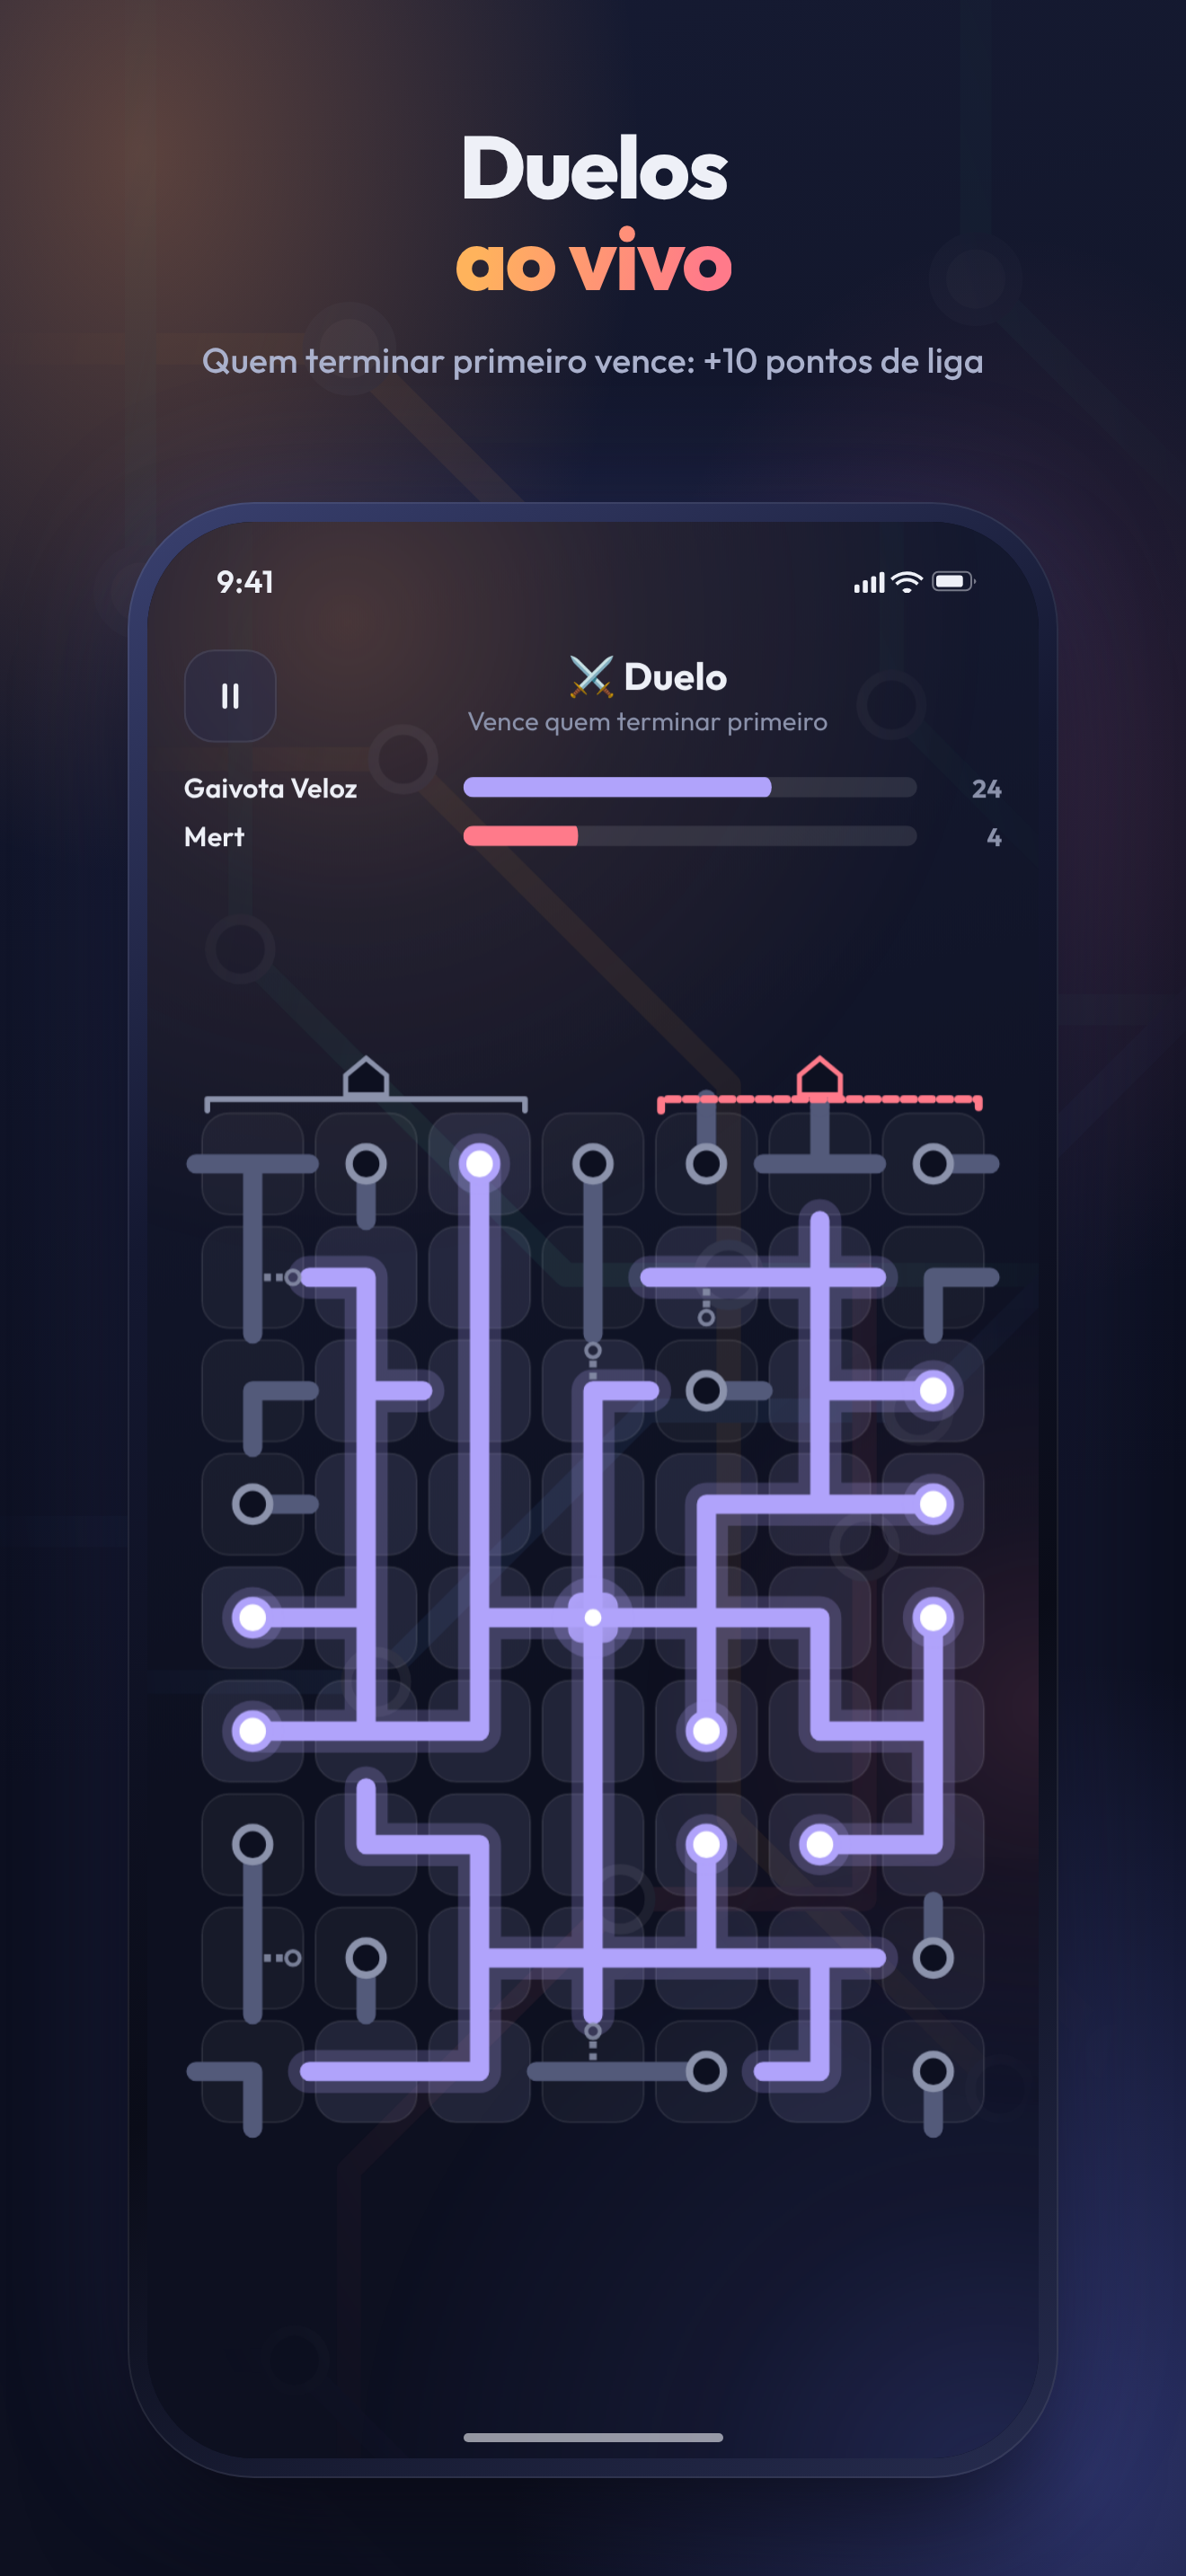 Duelos
ao vivo
Quem terminar primeiro vence: +10 pontos de liga
9:41
⚔️ Duelo
Vence quem terminar primeiro
Gaivota Veloz 24
Mert 4